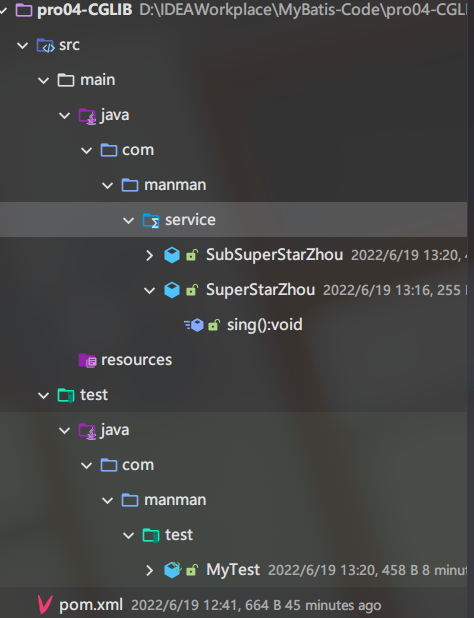 pro04-CGLIB D:\IDEAWorkplace\MyBatis-Code\pro04-CGLI
src
main
java
com
manman
service
SubSuperStarZhou 2022/6/19 13:20, 4
SuperStarZhou 2022/6/19 13:16, 255
sing():void
resources
test
java
com
manman
test
MyTest 2022/6/19 13:20, 458 B 8 minut
pom.xml 2022/6/19 12:41, 664 B 45 minutes ago